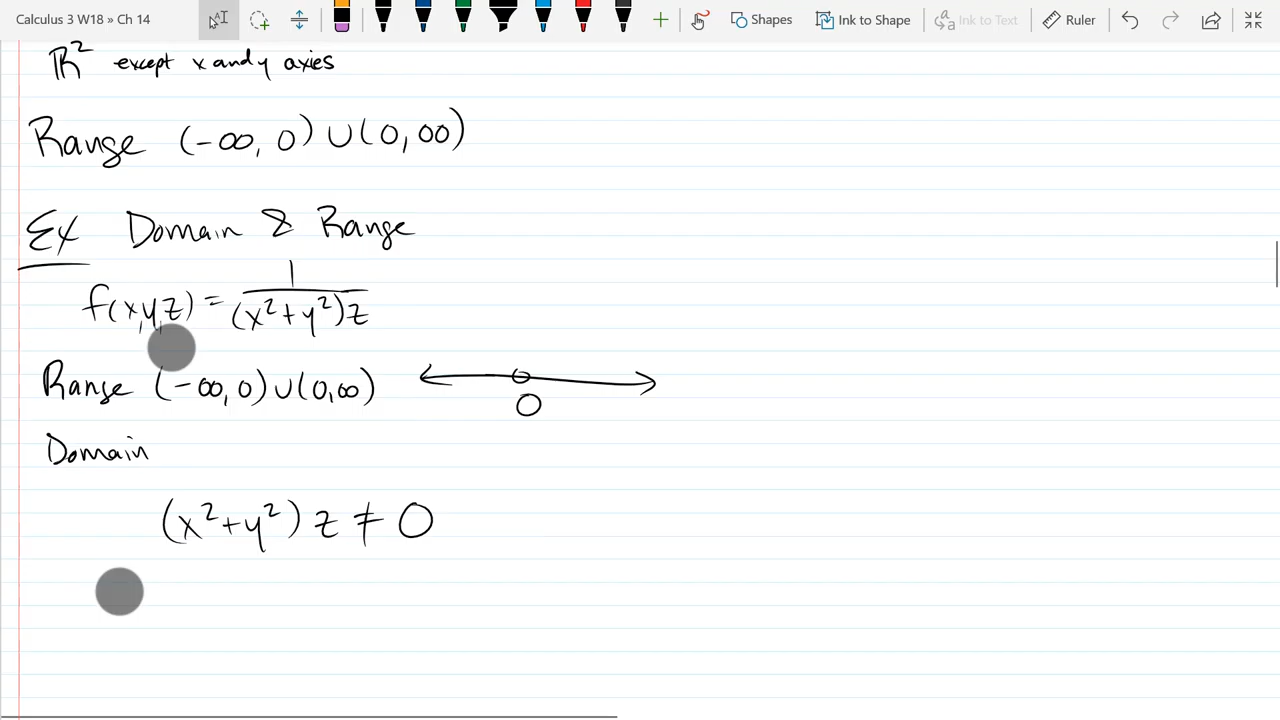 Calculus 3 W18 » Ch 14
Shapes
Ink to Shape
Ink to Text
Ruler
ℝ² except x and y axies
Range (-∞, 0) ∪ (0, ∞)
Ex Domain & Range
f(x,y,z) = 1/((x²+y²)z)
Range (-∞, 0) ∪ (0, ∞)
0
Domain
(x²+y²) z ≠ 0